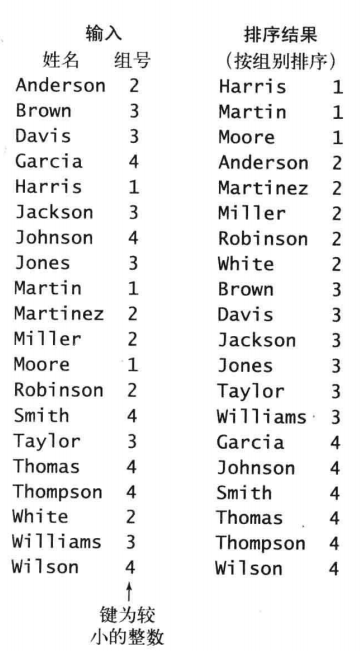 输入 排序结果
姓名 组号 （按组别排序）
Anderson 2 Harris 1
Brown 3 Martin 1
Davis 3 Moore 1
Garcia 4 Anderson 2
Harris 1 Martinez 2
Jackson 3 Miller 2
Johnson 4 Robinson 2
Jones 3 White 2
Martin 1 Brown 3
Martinez 2 Davis 3
Miller 2 Jackson 3
Moore 1 Jones 3
Robinson 2 Taylor 3
Smith 4 Williams 3
Taylor 3 Garcia 4
Thomas 4 Johnson 4
Thompson 4 Smith 4
White 2 Thomas 4
Williams 3 Thompson 4
Wilson 4 Wilson 4
键为较
小的整数